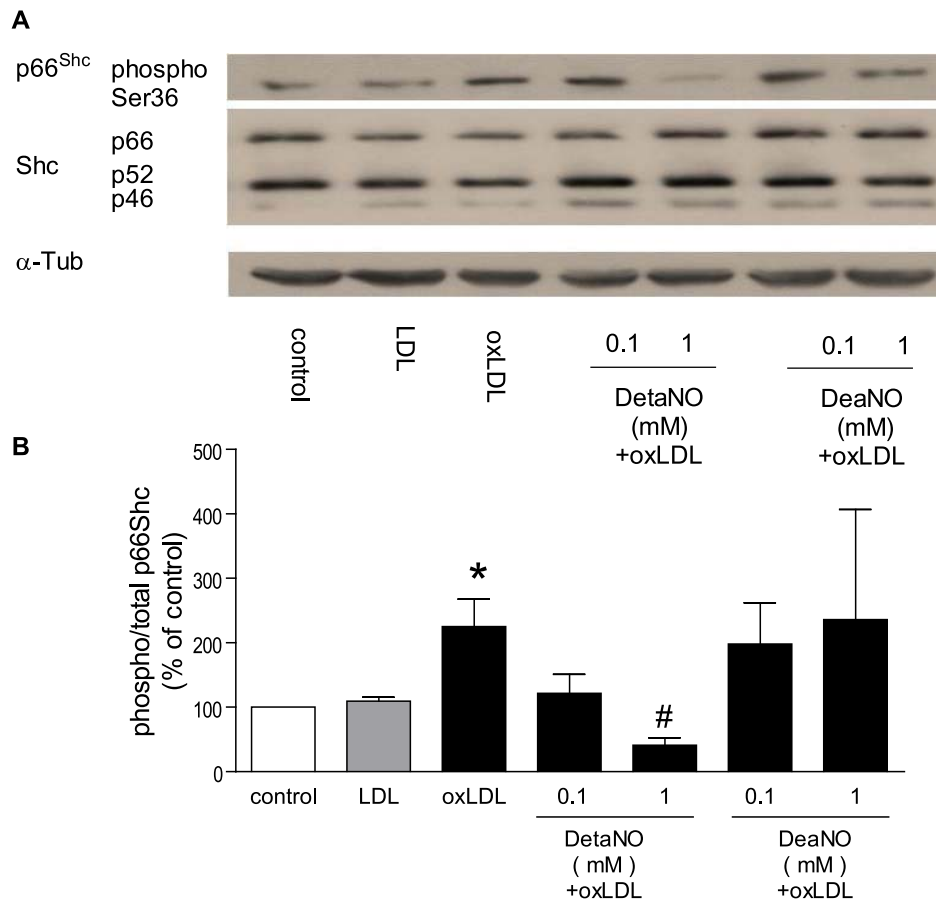 A
p66Shc phospho
Ser36
p66
Shc
p52
p46
α-Tub
control
LDL
oxLDL
0.1 1
DetaNO
(mM)
+oxLDL
0.1 1
DeaNO
(mM)
+oxLDL
B
phospho/total p66Shc
(% of control)
500
400
300
200
100
0
*
#
control LDL oxLDL 0.1 1 0.1 1
DetaNO
( mM )
+oxLDL
DeaNO
( mM )
+oxLDL